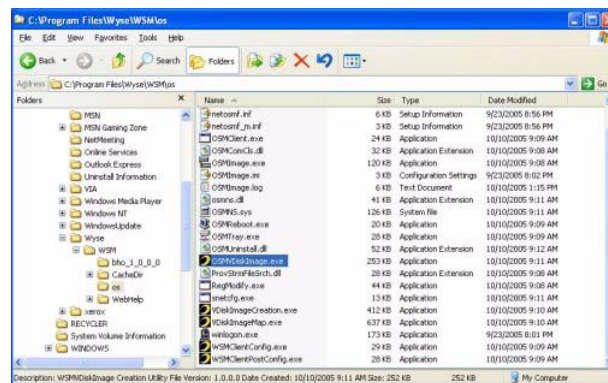 C:\Program Files\Wyse\WSM\os
File Edit View Favorites Tools Help
Back Search Folders
Address C:\Program Files\Wyse\WSM\os Go
Folders
MSN
MSN Gaming Zone
NetMeeting
Online Services
Outlook Express
Uninstall Information
VIA
Windows Media Player
Windows NT
WindowsUpdate
Wyse
WSM
bho_1_0_0_0
CacheDir
os
WebHelp
xerox
RECYCLER
System Volume Information
WINDOWS
Name Size Type Date Modified
netosmf.inf 6 KB Setup Information 9/23/2005 8:56 PM
netosmf_m.inf 3 KB Setup Information 9/23/2005 8:56 PM
OSMClient.exe 24 KB Application 10/10/2005 9:09 AM
OSMComCls.dll 32 KB Application Extension 10/10/2005 9:08 AM
OSMImage.exe 120 KB Application 10/10/2005 9:08 AM
OSMImage.ini 3 KB Configuration Settings 9/23/2005 8:02 PM
OSMImage.log 6 KB Text Document 10/10/2005 1:15 PM
osmns.dll 41 KB Application Extension 10/10/2005 9:11 AM
OSMNS.sys 126 KB System file 10/10/2005 9:11 AM
OSMReboot.exe 20 KB Application 10/10/2005 9:09 AM
OSMTray.exe 28 KB Application 10/10/2005 9:09 AM
OSMUninstall.dll 52 KB Application Extension 10/10/2005 9:12 AM
OSMVDiskImage.exe 253 KB Application 10/10/2005 9:11 AM
ProvStrmFileSrch.dll 28 KB Application Extension 10/10/2005 9:08 AM
RegModify.exe 44 KB Application 10/10/2005 9:08 AM
snetcfg.exe 13 KB Application 10/10/2005 9:11 AM
VDiskImageCreation.exe 412 KB Application 10/10/2005 9:10 AM
VDiskImageMap.exe 637 KB Application 10/10/2005 9:10 AM
winlogon.exe 173 KB Application 9/23/2005 8:01 PM
WSMClientConfig.exe 29 KB Application 10/10/2005 9:09 AM
WSMClientPostConfig.exe 28 KB Application 10/10/2005 9:09 AM
Description: WSMVDiskImage Creation Utility File Version: 1.0.0.0 Date Created: 10/10/2005 9:11 AM Size: 252 KB 252 KB My Computer